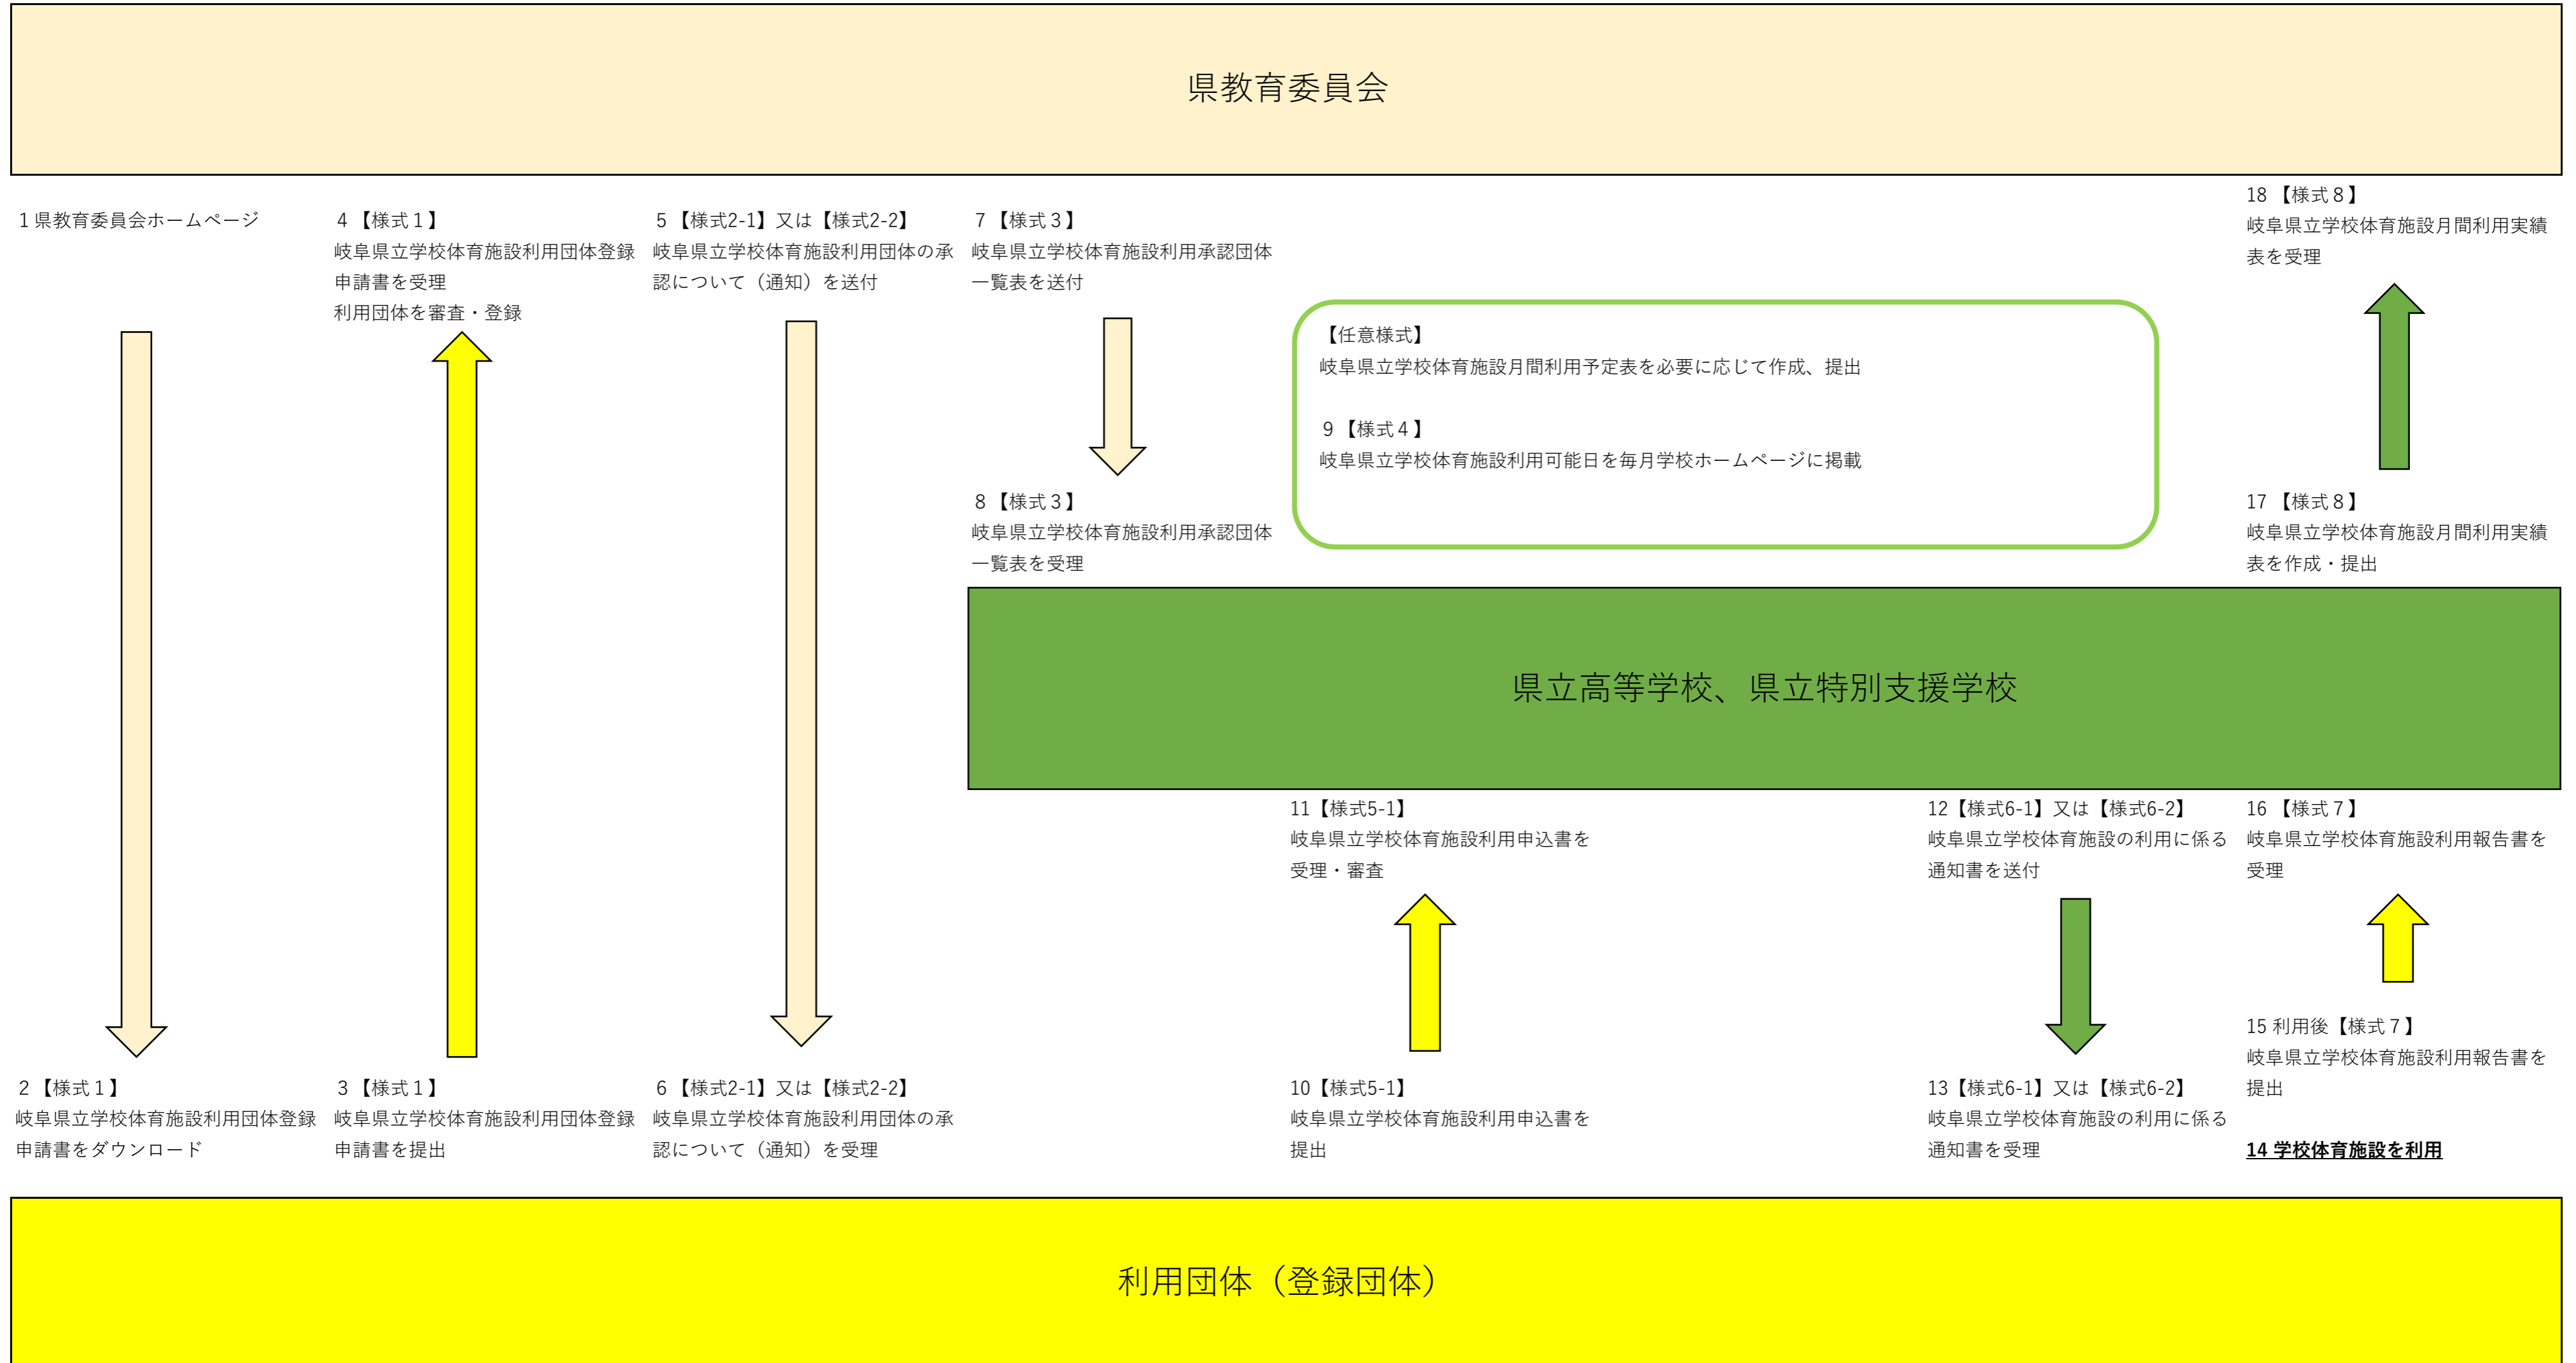 県教育委員会
１県教育委員会ホームページ
２【様式１】
岐阜県立学校体育施設利用団体登録
申請書をダウンロード
４【様式１】
岐阜県立学校体育施設利用団体登録
申請書を受理
利用団体を審査・登録
３【様式１】
岐阜県立学校体育施設利用団体登録
申請書を提出
５【様式2-1】又は【様式2-2】
岐阜県立学校体育施設利用団体の承
認について（通知）を送付
６【様式2-1】又は【様式2-2】
岐阜県立学校体育施設利用団体の承
認について（通知）を受理
７【様式３】
岐阜県立学校体育施設利用承認団体
一覧表を送付
８【様式３】
岐阜県立学校体育施設利用承認団体
一覧表を受理
【任意様式】
岐阜県立学校体育施設月間利用予定表を必要に応じて作成、提出
９【様式４】
岐阜県立学校体育施設利用可能日を毎月学校ホームページに掲載
18【様式８】
岐阜県立学校体育施設月間利用実績
表を受理
17【様式８】
岐阜県立学校体育施設月間利用実績
表を作成・提出
県立高等学校、県立特別支援学校
11【様式5-1】
岐阜県立学校体育施設利用申込書を
受理・審査
10【様式5-1】
岐阜県立学校体育施設利用申込書を
提出
12【様式6-1】又は【様式6-2】
岐阜県立学校体育施設の利用に係る
通知書を送付
13【様式6-1】又は【様式6-2】
岐阜県立学校体育施設の利用に係る
通知書を受理
16【様式７】
岐阜県立学校体育施設利用報告書を
受理
15 利用後【様式７】
岐阜県立学校体育施設利用報告書を
提出
14 学校体育施設を利用
利用団体（登録団体）